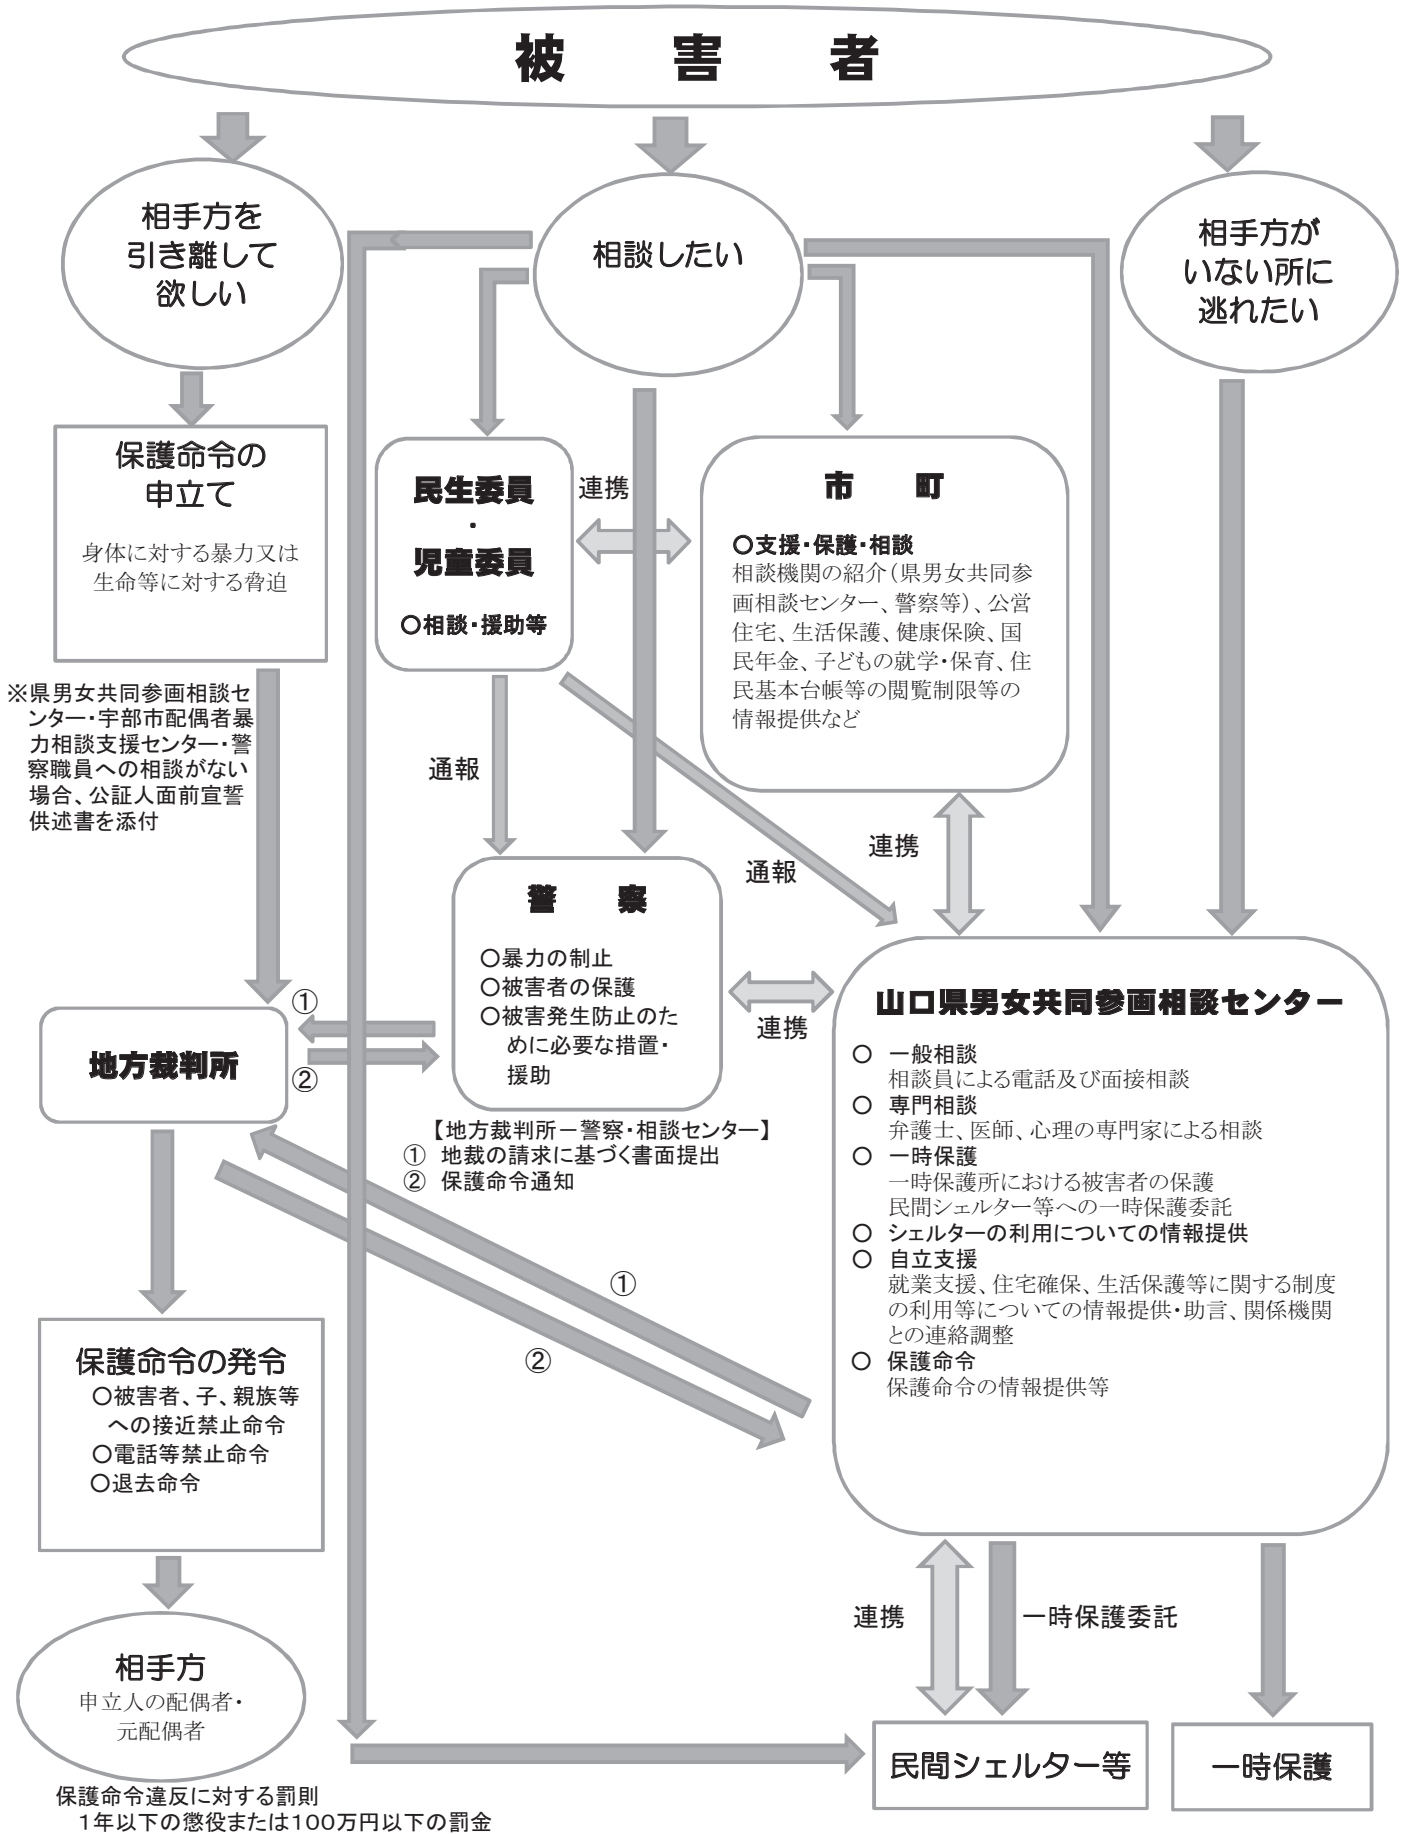 被　害　者
相手方を
引き離して
欲しい
相談したい
相手方が
いない所に
逃れたい
保護命令の
申立て
身体に対する暴力又は
生命等に対する脅迫
民生委員
・
児童委員
○相談・援助等
連携
市　町
○支援・保護・相談
相談機関の紹介（県男女共同参
画相談センター、警察等）、公営
住宅、生活保護、健康保険、国
民年金、子どもの就学・保育、住
民基本台帳等の閲覧制限等の
情報提供など
※県男女共同参画相談セ
ンター・宇部市配偶者暴
力相談支援センター・警
察職員への相談がない
場合、公証人面前宣誓
供述書を添付
通報
通報
連携
警　察
○暴力の制止
○被害者の保護
○被害発生防止のた
めに必要な措置・
援助
連携
①
②
地方裁判所
【地方裁判所－警察・相談センター】
① 地裁の請求に基づく書面提出
② 保護命令通知
山口県男女共同参画相談センター
○ 一般相談
相談員による電話及び面接相談
○ 専門相談
弁護士、医師、心理の専門家による相談
○ 一時保護
一時保護所における被害者の保護
民間シェルター等への一時保護委託
○ シェルターの利用についての情報提供
○ 自立支援
就業支援、住宅確保、生活保護等に関する制度
の利用等についての情報提供・助言、関係機関
との連絡調整
○ 保護命令
保護命令の情報提供等
①
②
保護命令の発令
○被害者、子、親族等
への接近禁止命令
○電話等禁止命令
○退去命令
相手方
申立人の配偶者・
元配偶者
連携
一時保護委託
民間シェルター等
一時保護
保護命令違反に対する罰則
１年以下の懲役または１００万円以下の罰金